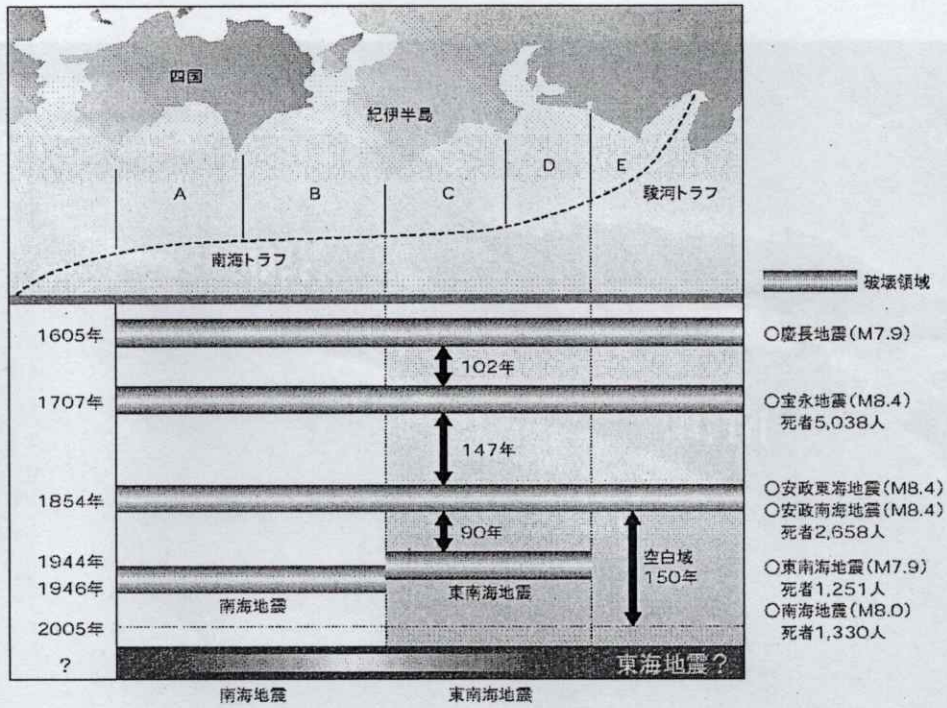 四国
紀伊半島
A
B
C
D
E
駿河トラフ
南海トラフ
破壊領域
1605年
○慶長地震(M7.9)
102年
1707年
○宝永地震(M8.4)
死者5,038人
147年
1854年
○安政東海地震(M8.4)
○安政南海地震(M8.4)
死者2,658人
90年
空白域
150年
1944年
1946年
南海地震
東南海地震
○東南海地震(M7.9)
死者1,251人
○南海地震(M8.0)
死者1,330人
2005年
?
東海地震?
南海地震
東南海地震